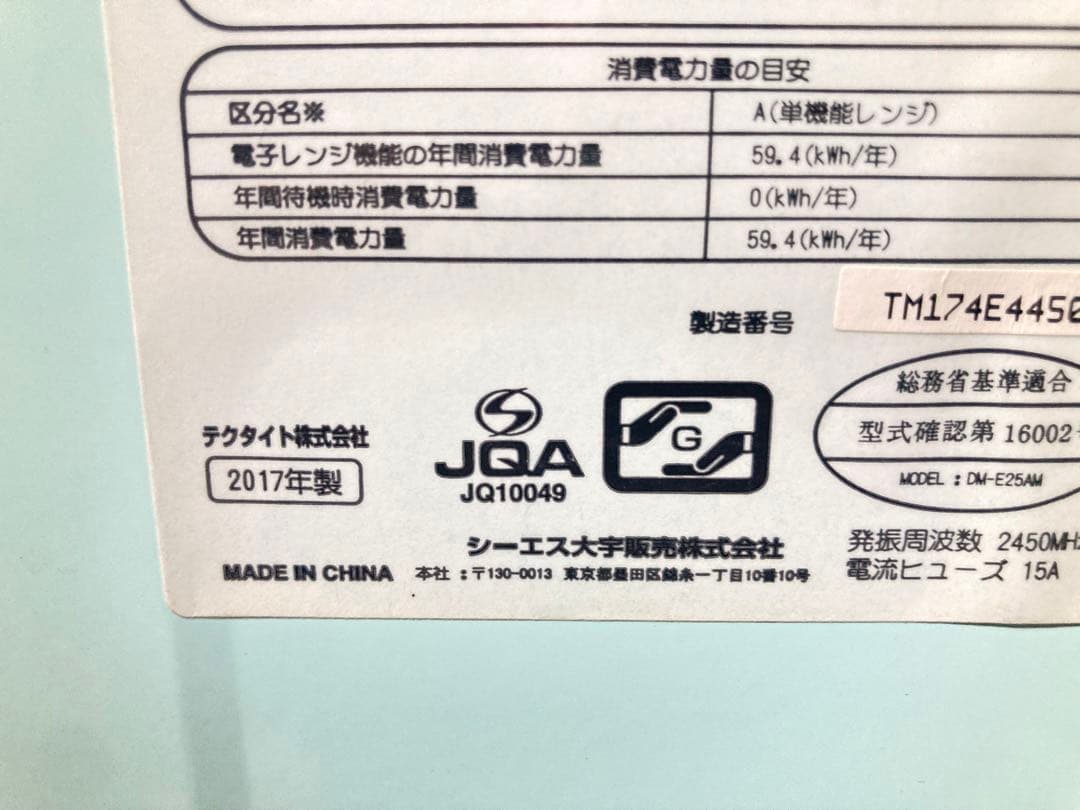 消費電力量の目安
区分名※ A(単機能レンジ)
電子レンジ機能の年間消費電力量 59.4(kWh/年)
年間待機時消費電力量 0(kWh/年)
年間消費電力量 59.4(kWh/年)
製造番号 TM174E4450
総務省基準適合
型式確認第 16002-
MODEL : DM-E25AM
テクタイト株式会社
2017年製
JQA
JQ10049
G
シーエス大宇販売株式会社
MADE IN CHINA 本社 : 〒130-0013 東京都墨田区錦糸一丁目10番10号
発振周波数 2450MHz
電流ヒューズ 15A